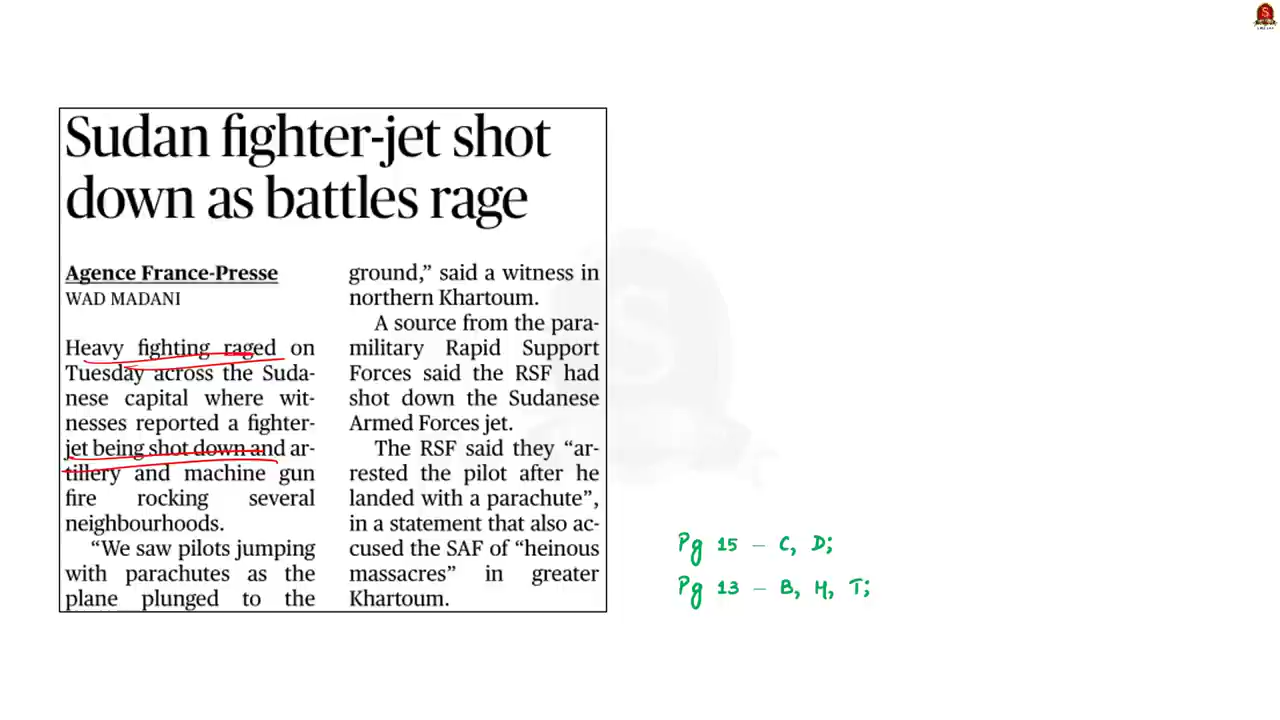 Sudan fighter-jet shot
down as battles rage
Agence France-Presse
WAD MADANI
Heavy fighting raged on
Tuesday across the Suda-
nese capital where wit-
nesses reported a fighter-
jet being shot down and ar-
tillery and machine gun
fire rocking several
neighbourhoods.
“We saw pilots jumping
with parachutes as the
plane plunged to the
ground,” said a witness in
northern Khartoum.
A source from the para-
military Rapid Support
Forces said the RSF had
shot down the Sudanese
Armed Forces jet.
The RSF said they “ar-
rested the pilot after he
landed with a parachute”,
in a statement that also ac-
cused the SAF of “heinous
massacres” in greater
Khartoum.
Pg 15 – C, D;
Pg 13 – B, H, T;